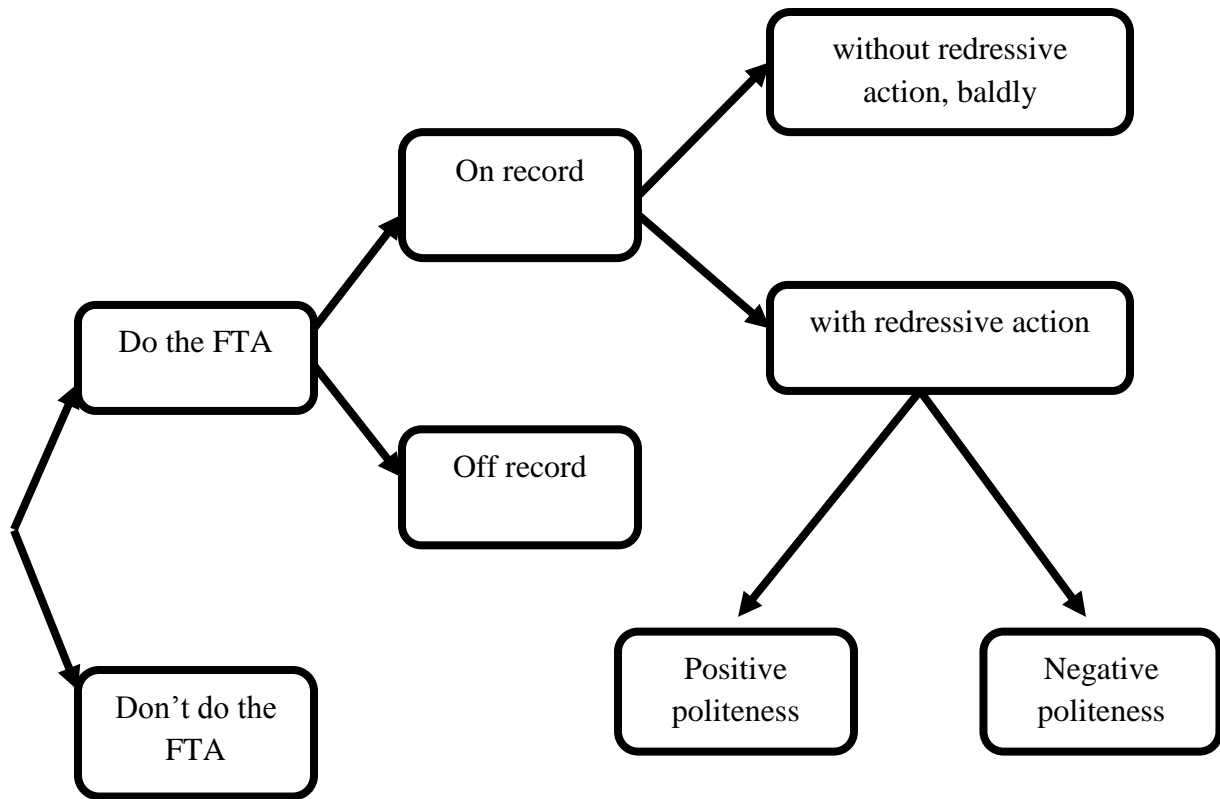 without redressive
action, baldly
On record
with redressive action
Do the FTA
Off record
Positive
politeness
Negative
politeness
Don’t do the
FTA